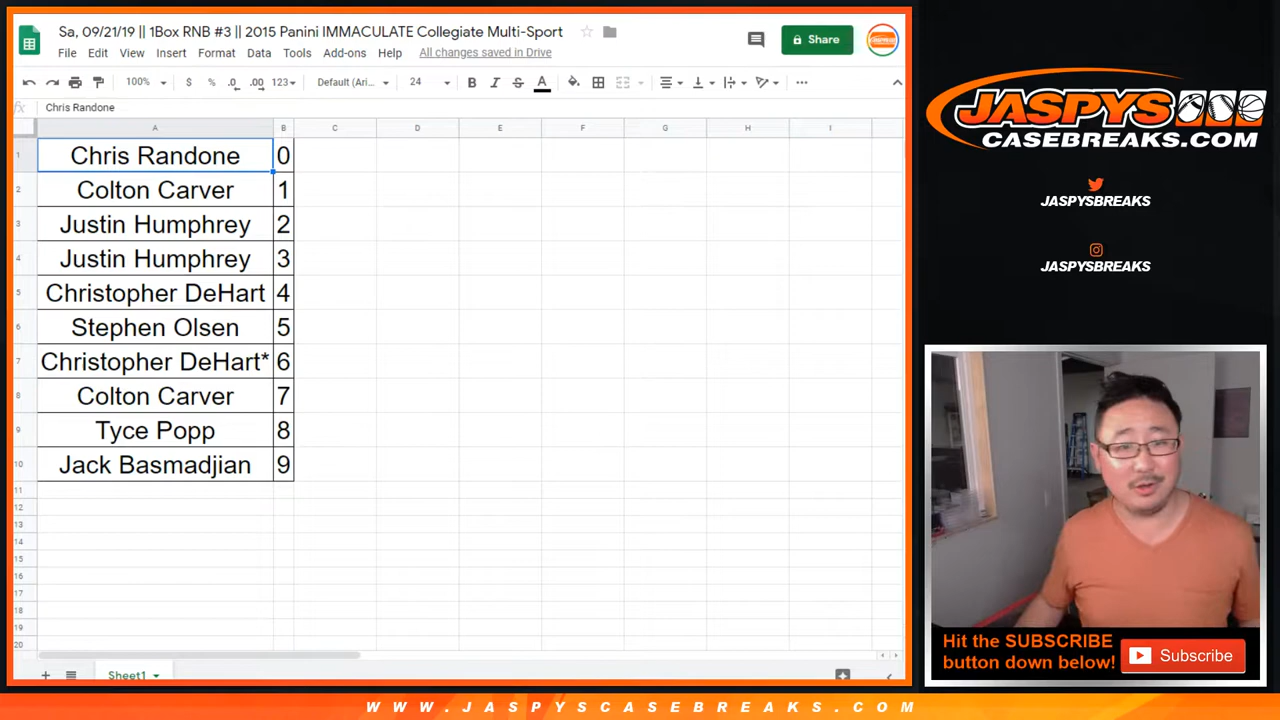 Sa, 09/21/19 || 1Box RNB #3 || 2015 Panini IMMACULATE Collegiate Multi-Sport
Share
File Edit View Insert Format Data Tools Add-ons Help All changes saved in Drive
100% $ % .0 .00 123 Default (Ari... 24 B I S A
fx Chris Randone
A B C D E F G H I
1 Chris Randone 0
2 Colton Carver 1
3 Justin Humphrey 2
4 Justin Humphrey 3
5 Christopher DeHart 4
6 Stephen Olsen 5
7 Christopher DeHart* 6
8 Colton Carver 7
9 Tyce Popp 8
10 Jack Basmadjian 9
11
12
13
14
15
16
17
18
19
20
Sheet1
JASPYS
CASEBREAKS.COM
JASPYSBREAKS
JASPYSBREAKS
Hit the SUBSCRIBE
button down below!
Subscribe
WWW.JASPYSCASEBREAKS.COM